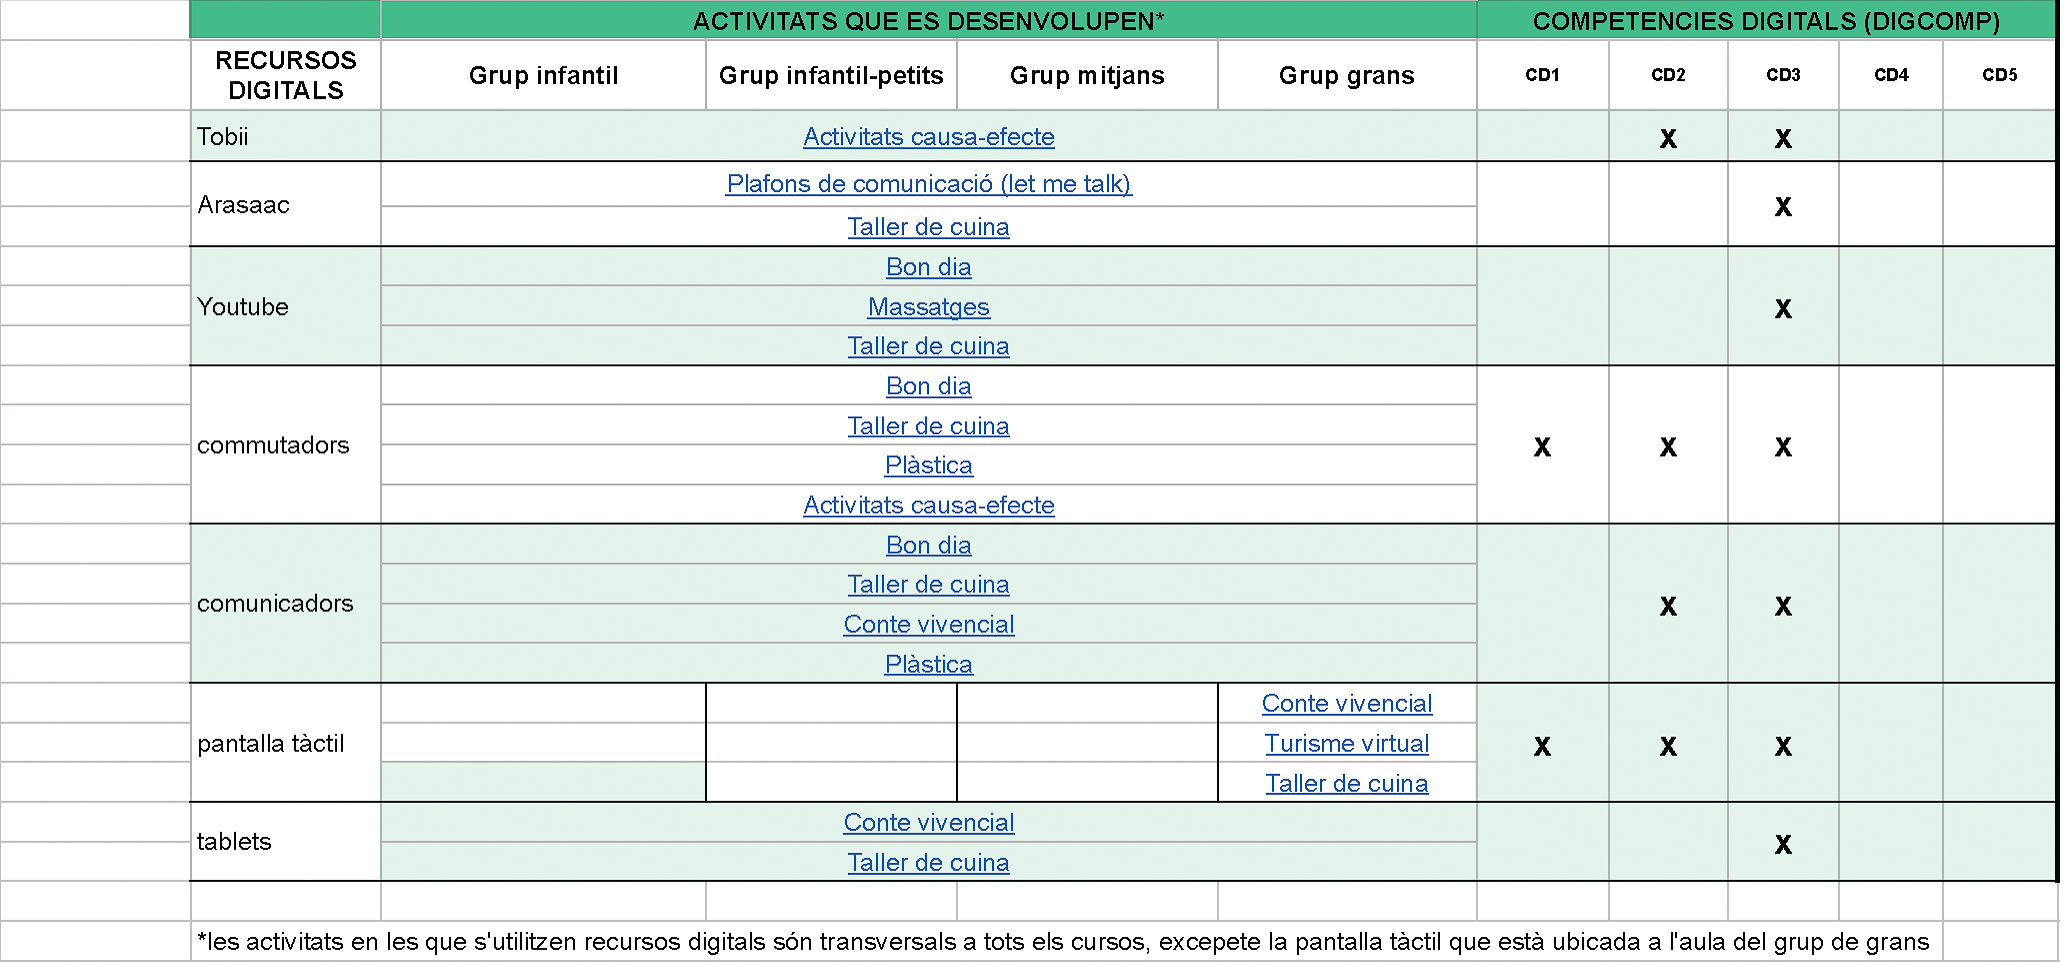 ACTIVITATS QUE ES DESENVOLUPEN* COMPETENCIES DIGITALS (DIGCOMP)
RECURSOS DIGITALS Grup infantil Grup infantil-petits Grup mitjans Grup grans CD1 CD2 CD3 CD4 CD5
Tobii Activitats causa-efecte X X
Arasaac Plafons de comunicació (let me talk) X
Taller de cuina
Youtube Bon dia X
Massatges
Taller de cuina
commutadors Bon dia X X X
Taller de cuina
Plàstica
Activitats causa-efecte
comunicadors Bon dia X X
Taller de cuina
Conte vivencial
Plàstica
pantalla tàctil Conte vivencial X X X
Turisme virtual
Taller de cuina
tablets Conte vivencial X
Taller de cuina
*les activitats en les que s'utilitzen recursos digitals són transversals a tots els cursos, excepete la pantalla tàctil que està ubicada a l'aula del grup de grans